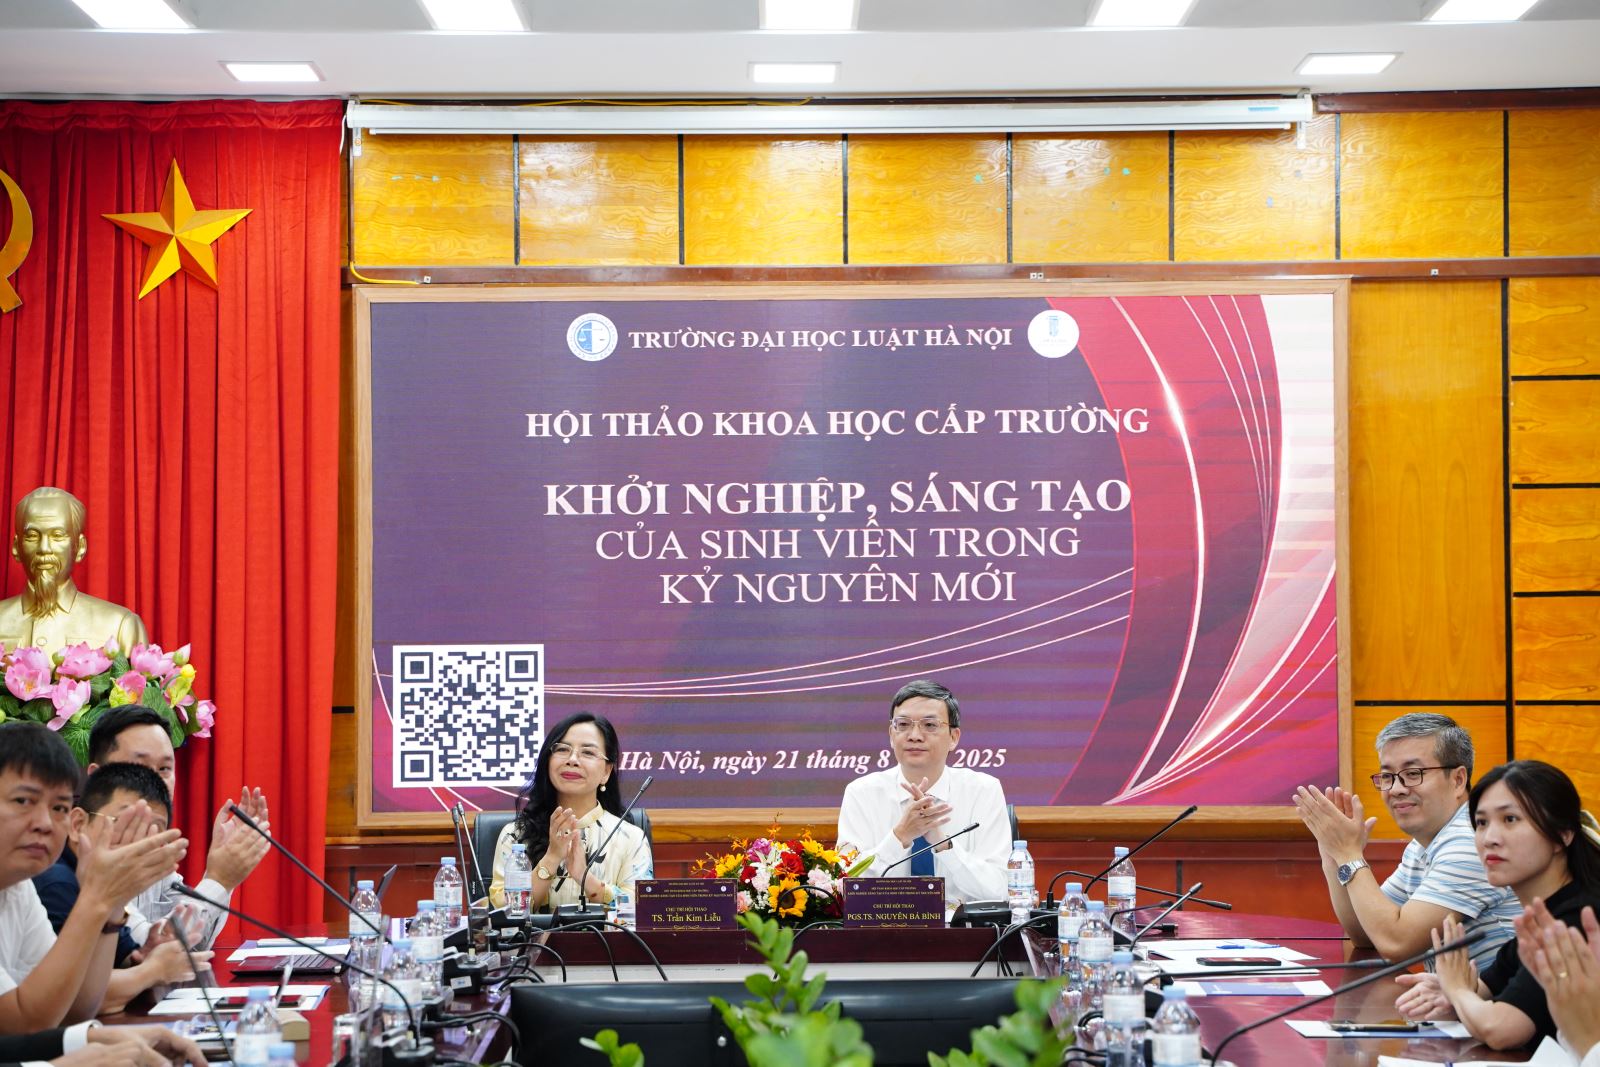 TRƯỜNG ĐẠI HỌC LUẬT HÀ NỘI
HỘI THẢO KHOA HỌC CẤP TRƯỜNG
KHỞI NGHIỆP, SÁNG TẠO
CỦA SINH VIÊN TRONG
KỶ NGUYÊN MỚI
Hà Nội, ngày 21 tháng 8 2025
CHỦ TRÌ HỘI THẢO
TS. Trần Kim Liễu
CHỦ TRÌ HỘI THẢO
PGS.TS. NGUYỄN BÁ BÌNH